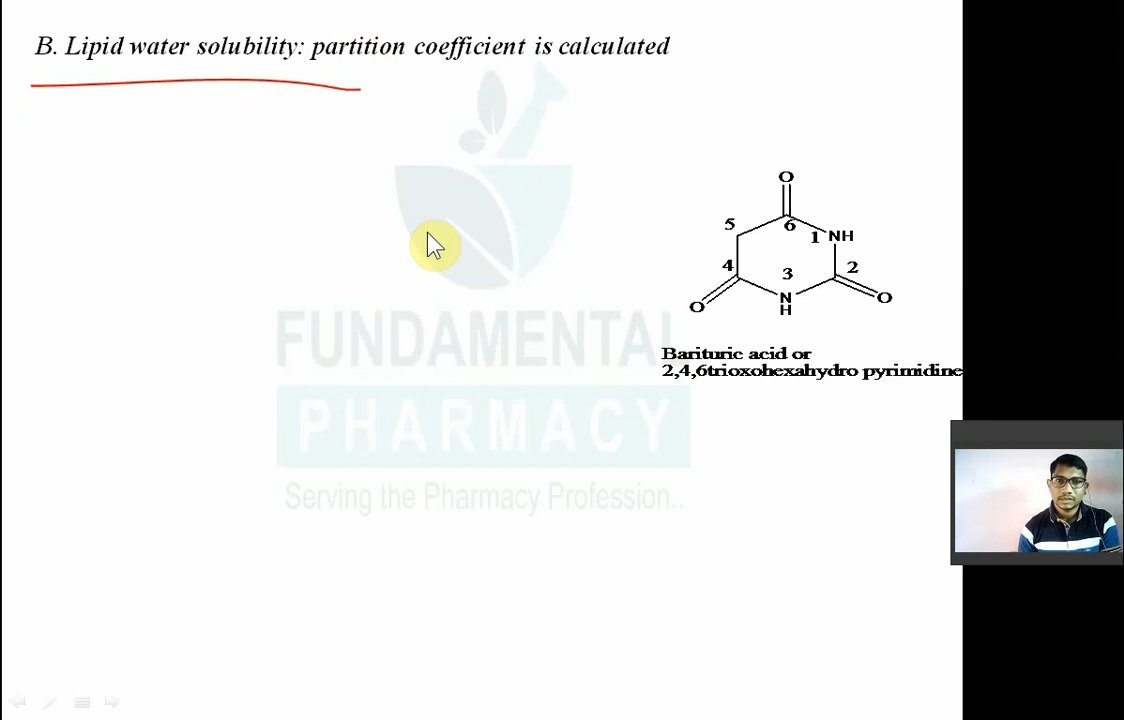 B. Lipid water solubility: partition coefficient is calculated
O
5
6
1 NH
4
3
2
O
N
H
O
Barituric acid or
2,4,6trioxohexahydro pyrimidine
FUNDAMENTAL
PHARMACY
Serving the Pharmacy Profession..